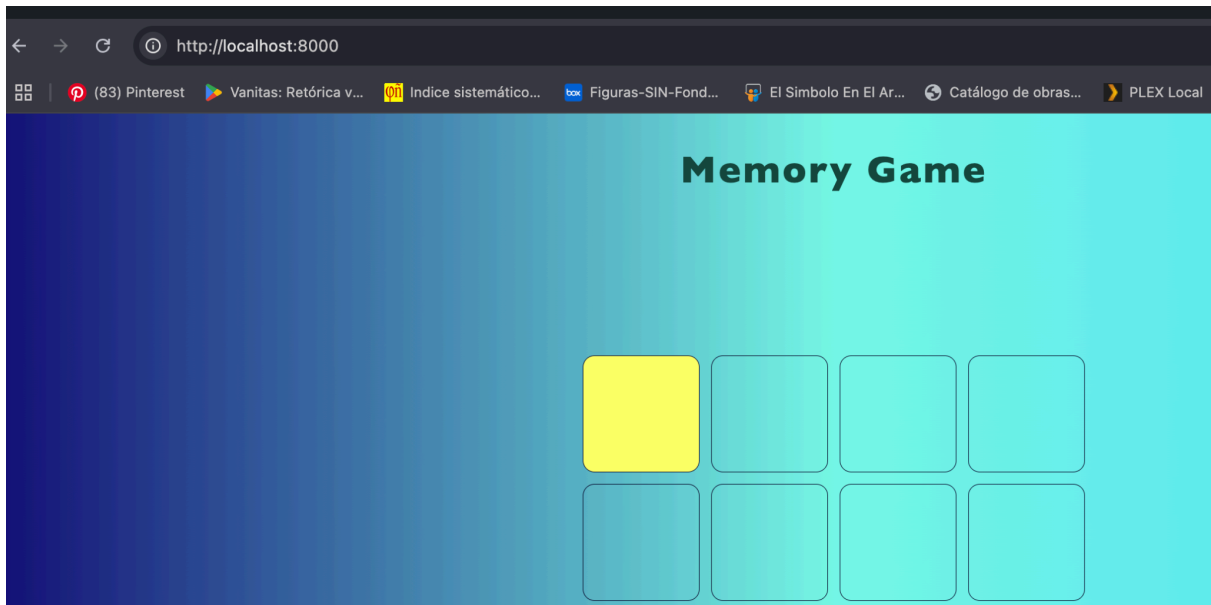 http://localhost:8000
(83) Pinterest Vanitas: Retórica v... Indice sistemático... box Figuras-SIN-Fond... El Simbolo En El Ar... Catálogo de obras... PLEX Local
Memory Game